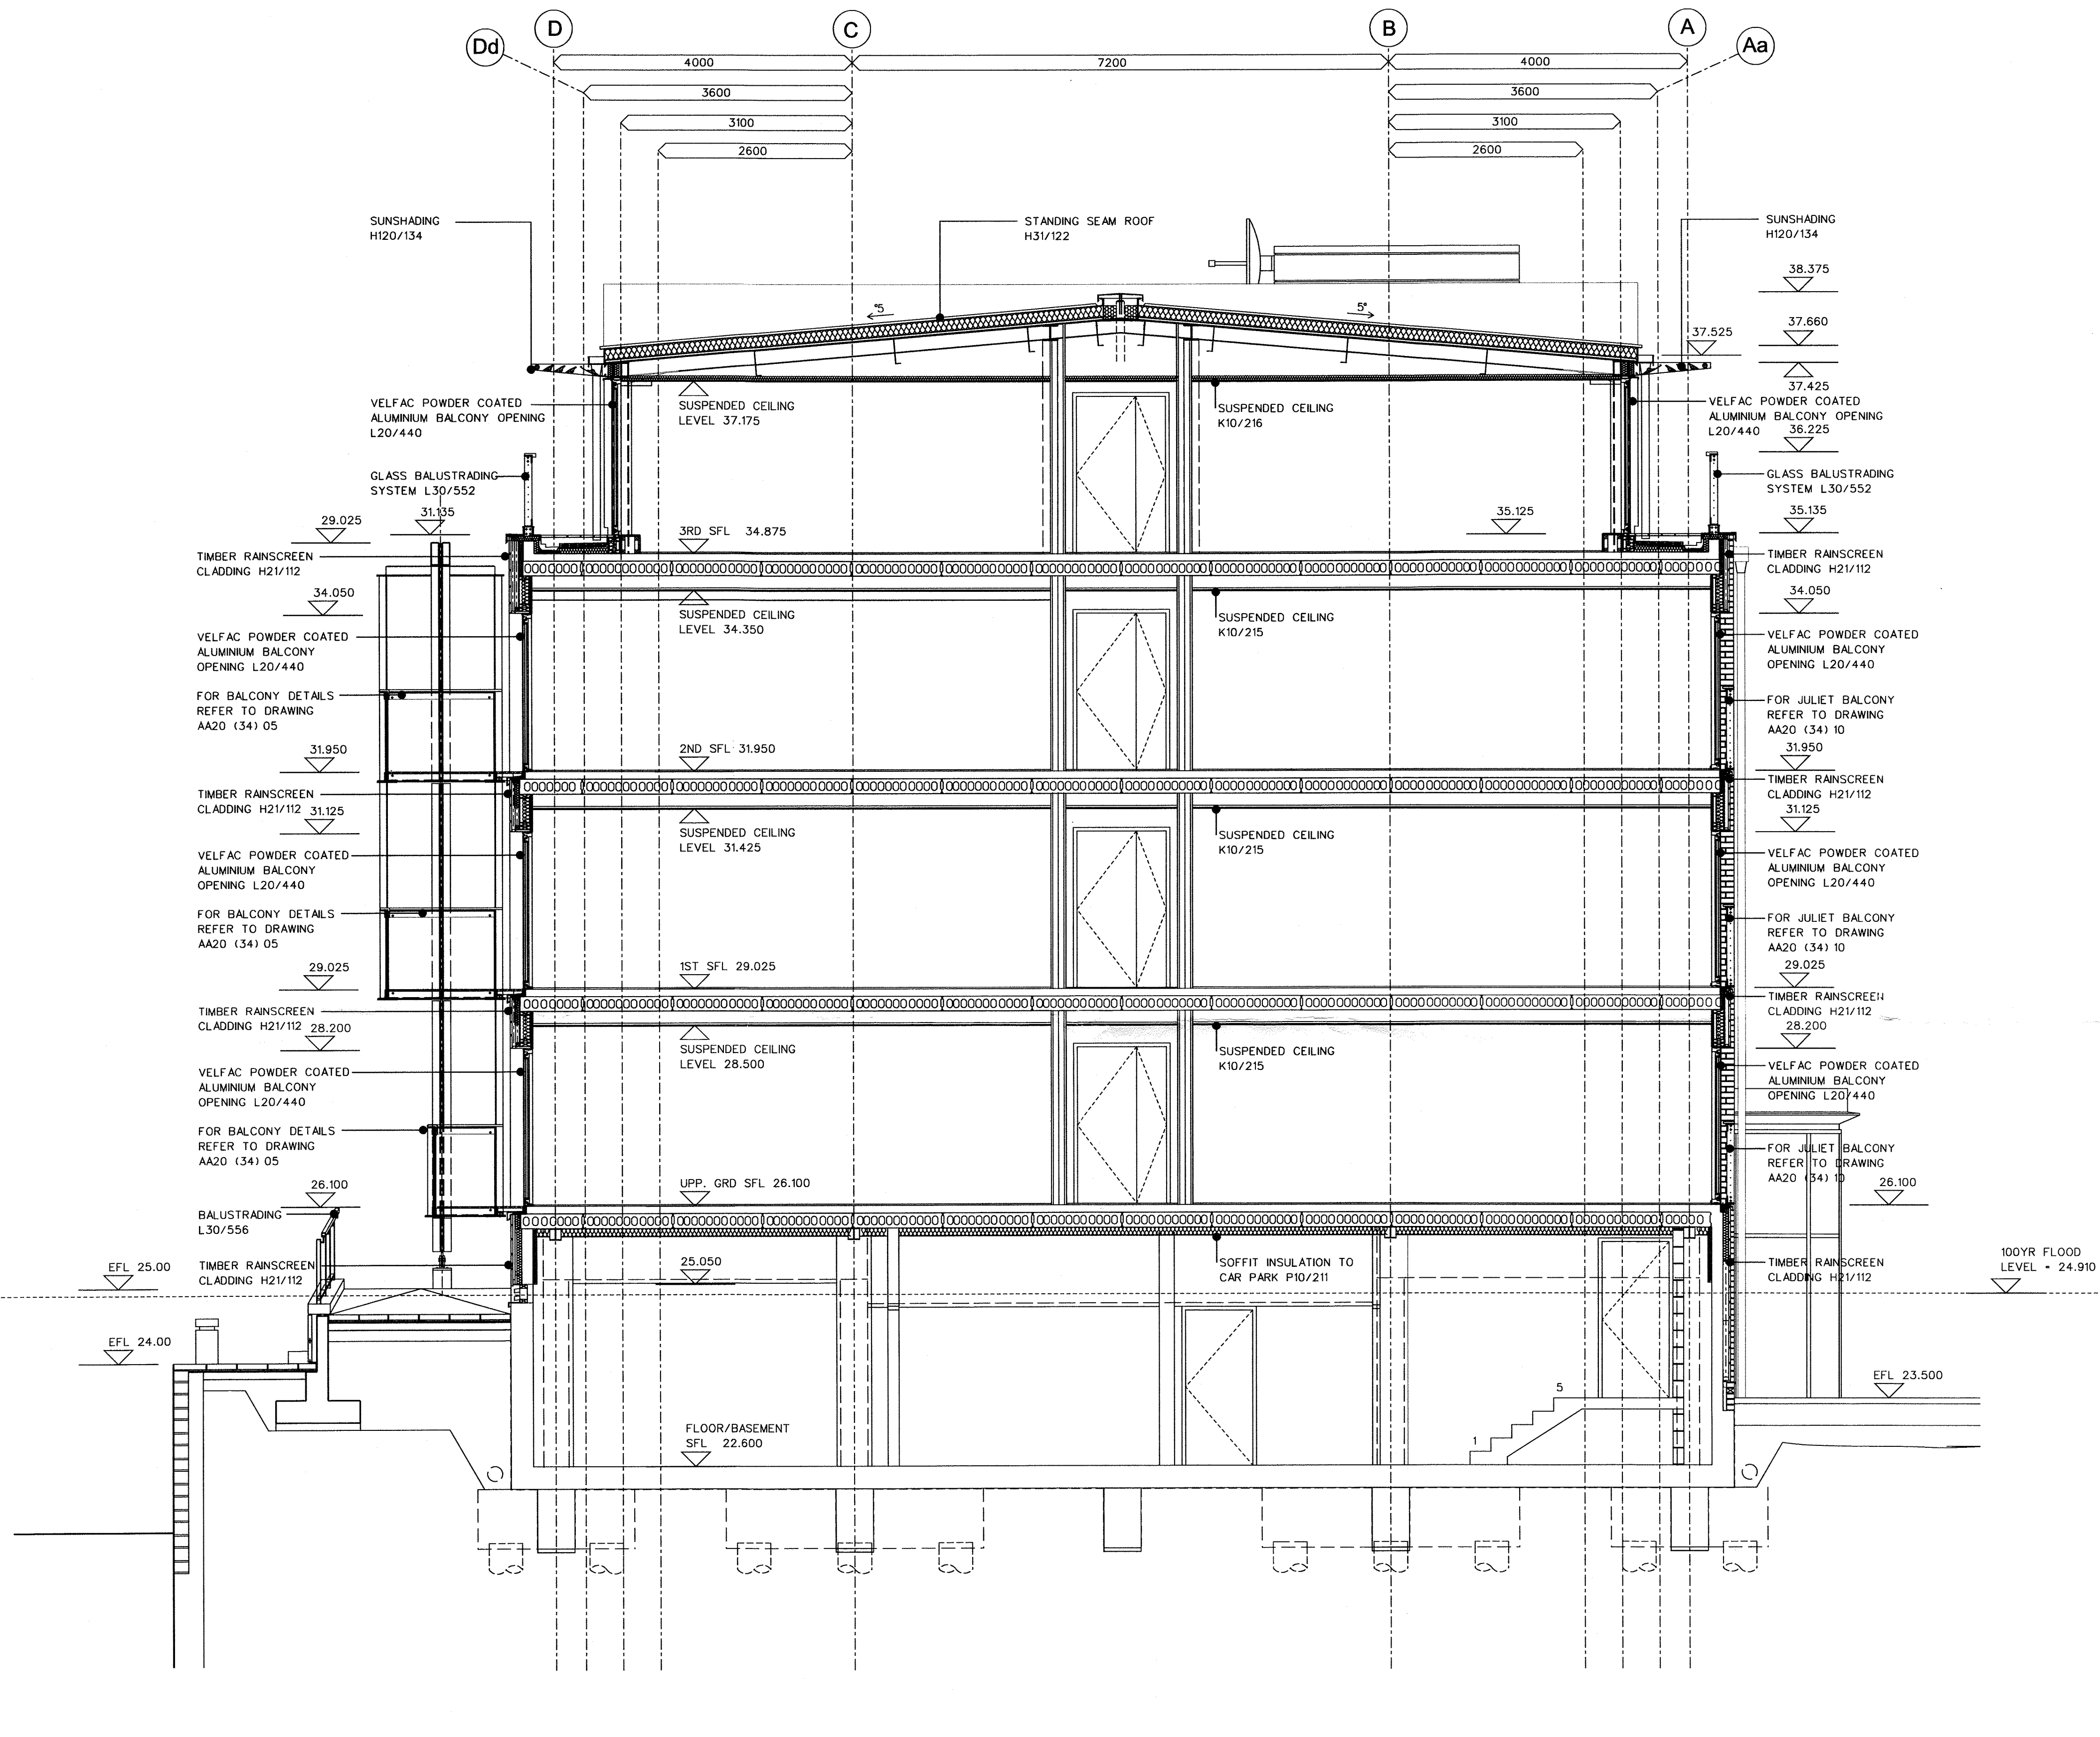 D
C
B
A
Dd
Aa
4000
7200
4000
3600
3600
3100
3100
2600
2600
SUNSHADING
H120/134
STANDING SEAM ROOF
H31/122
SUNSHADING
H120/134
38.375
°5
5°
37.660
37.525
37.425
VELFAC POWDER COATED
ALUMINIUM BALCONY OPENING
L20/440
SUSPENDED CEILING
LEVEL 37.175
SUSPENDED CEILING
K10/216
VELFAC POWDER COATED
ALUMINIUM BALCONY OPENING
L20/440
36.225
GLASS BALUSTRADING
SYSTEM L30/552
GLASS BALUSTRADING
SYSTEM L30/552
29.025
31.135
3RD SFL 34.875
35.125
35.135
TIMBER RAINSCREEN
CLADDING H21/112
TIMBER RAINSCREEN
CLADDING H21/112
34.050
SUSPENDED CEILING
LEVEL 34.350
SUSPENDED CEILING
K10/215
34.050
VELFAC POWDER COATED
ALUMINIUM BALCONY
OPENING L20/440
VELFAC POWDER COATED
ALUMINIUM BALCONY
OPENING L20/440
FOR BALCONY DETAILS
REFER TO DRAWING
AA20 (34) 05
FOR JULIET BALCONY
REFER TO DRAWING
AA20 (34) 10
31.950
2ND SFL 31.950
31.950
TIMBER RAINSCREEN
CLADDING H21/112
31.125
TIMBER RAINSCREEN
CLADDING H21/112
31.125
SUSPENDED CEILING
LEVEL 31.425
SUSPENDED CEILING
K10/215
VELFAC POWDER COATED
ALUMINIUM BALCONY
OPENING L20/440
VELFAC POWDER COATED
ALUMINIUM BALCONY
OPENING L20/440
FOR BALCONY DETAILS
REFER TO DRAWING
AA20 (34) 05
FOR JULIET BALCONY
REFER TO DRAWING
AA20 (34) 10
29.025
1ST SFL 29.025
29.025
TIMBER RAINSCREEN
CLADDING H21/112
28.200
TIMBER RAINSCREEN
CLADDING H21/112
28.200
SUSPENDED CEILING
LEVEL 28.500
SUSPENDED CEILING
K10/215
VELFAC POWDER COATED
ALUMINIUM BALCONY
OPENING L20/440
VELFAC POWDER COATED
ALUMINIUM BALCONY
OPENING L20/440
FOR BALCONY DETAILS
REFER TO DRAWING
AA20 (34) 05
FOR JULIET BALCONY
REFER TO DRAWING
AA20 (34) 10
26.100
UPP. GRD SFL 26.100
26.100
BALUSTRADING
L30/556
TIMBER RAINSCREEN
CLADDING H21/112
EFL 25.00
25.050
SOFFIT INSULATION TO
CAR PARK P10/211
TIMBER RAINSCREEN
CLADDING H21/112
100YR FLOOD
LEVEL = 24.910
EFL 24.00
EFL 23.500
5
1
FLOOR/BASEMENT
SFL 22.600